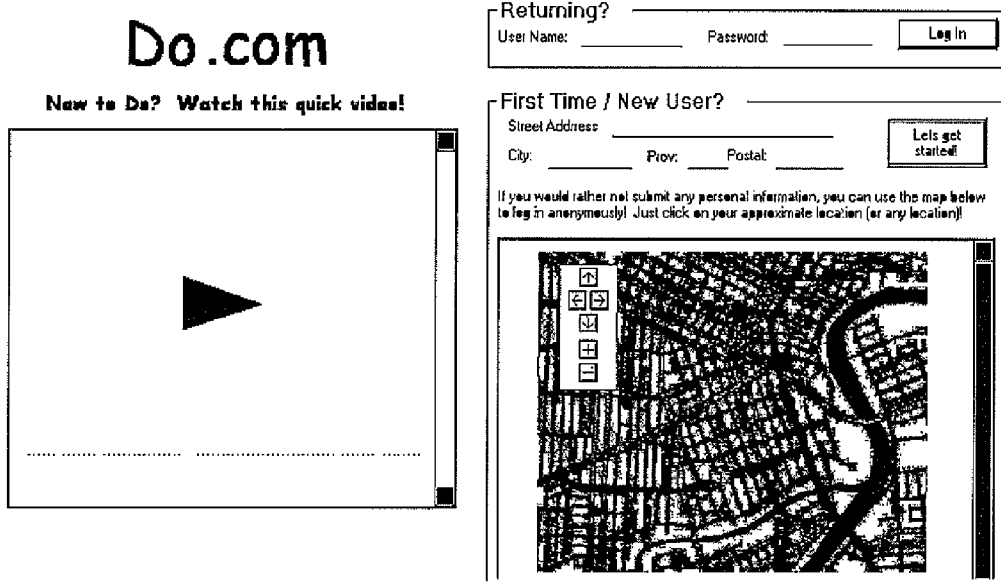 Do.com
New to Do? Watch this quick video!
Returning?
User Name:
Password:
Log In
First Time / New User?
Street Address
City:
Prov:
Postal:
Lets get
started!
If you would rather not submit any personal information, you can use the map below
to log in anonymously! Just click on your approximate location (or any location)!